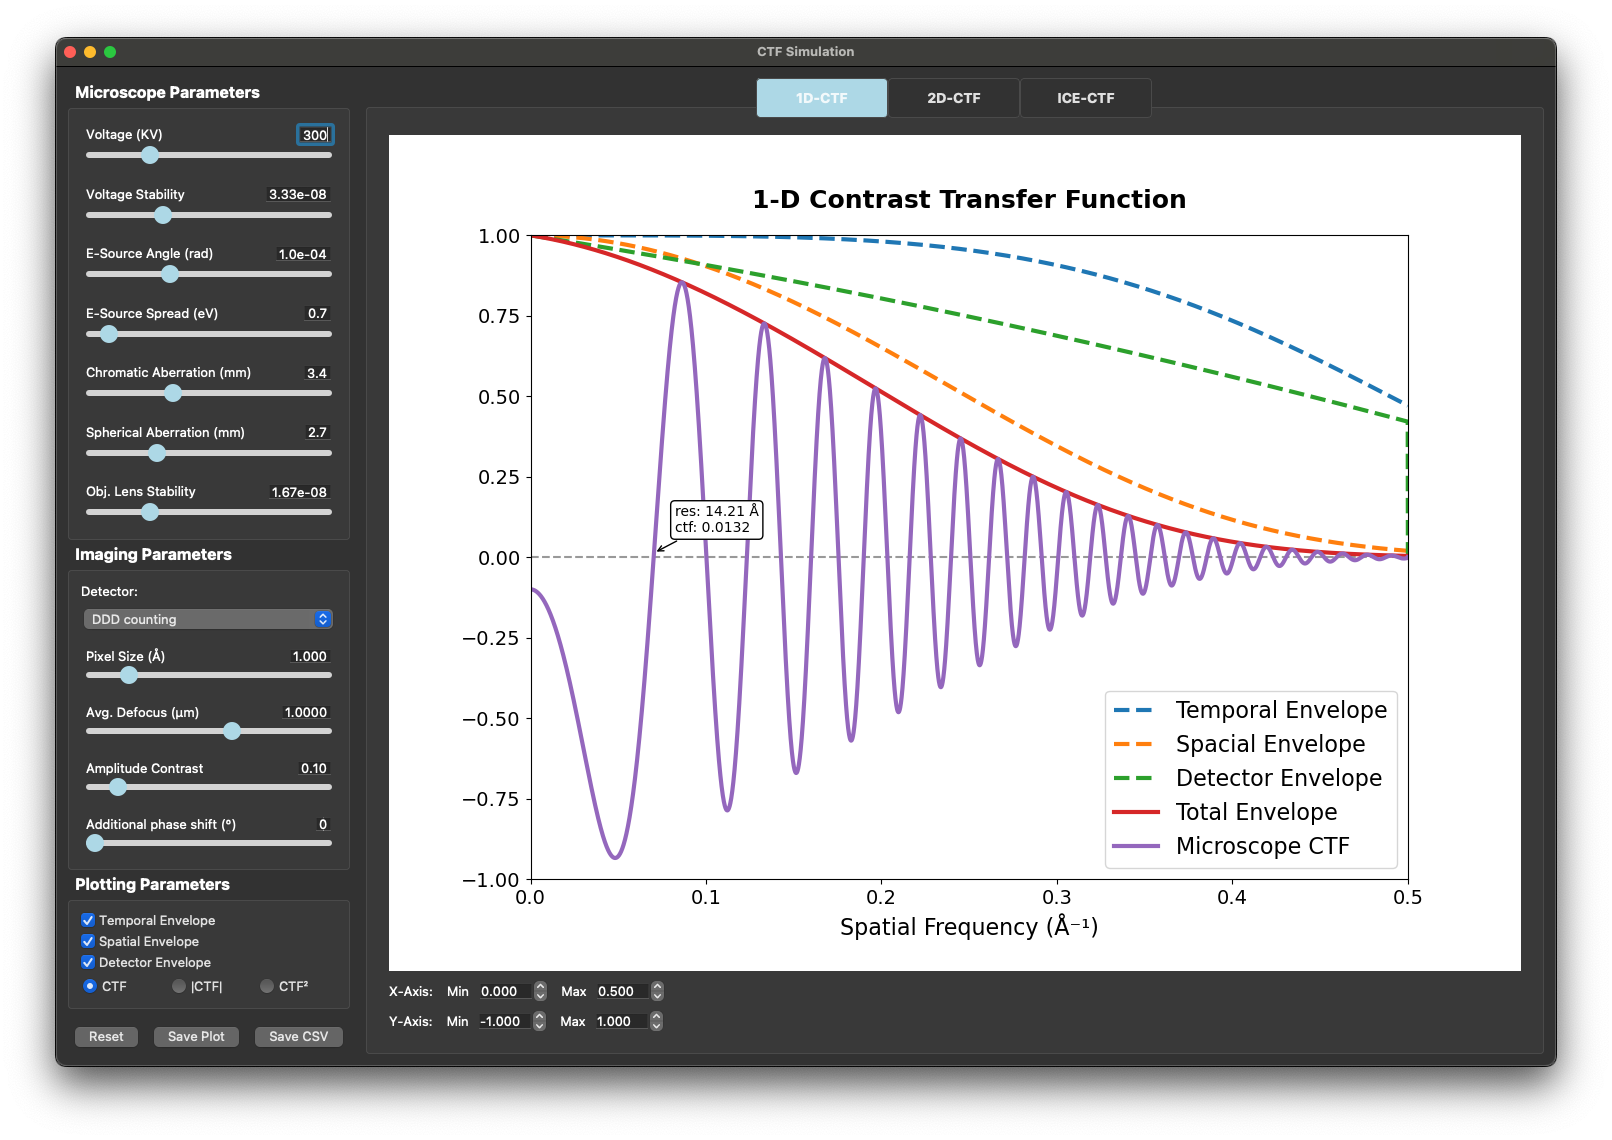 CTF Simulation
Microscope Parameters
Voltage (KV) 300
Voltage Stability 3.33e-08
E-Source Angle (rad) 1.0e-04
E-Source Spread (eV) 0.7
Chromatic Aberration (mm) 3.4
Spherical Aberration (mm) 2.7
Obj. Lens Stability 1.67e-08
Imaging Parameters
Detector:
DDD counting
Pixel Size (Å) 1.000
Avg. Defocus (µm) 1.0000
Amplitude Contrast 0.10
Additional phase shift (°) 0
Plotting Parameters
Temporal Envelope
Spatial Envelope
Detector Envelope
CTF |CTF| CTF²
Reset Save Plot Save CSV
1D-CTF 2D-CTF ICE-CTF
1-D Contrast Transfer Function
1.00
0.75
0.50
0.25
0.00
−0.25
−0.50
−0.75
−1.00
res: 14.21 Å
ctf: 0.0132
Temporal Envelope
Spacial Envelope
Detector Envelope
Total Envelope
Microscope CTF
0.0 0.1 0.2 0.3 0.4 0.5
Spatial Frequency (Å⁻¹)
X-Axis: Min 0.000 Max 0.500
Y-Axis: Min -1.000 Max 1.000